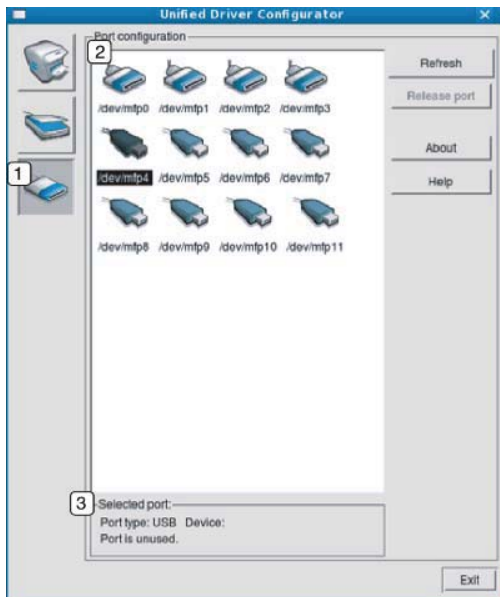 Unified Driver Configurator
Port configuration
2
/dev/mfp0 /dev/mfp1 /dev/mfp2 /dev/mfp3
/dev/mfp4 /dev/mfp5 /dev/mfp6 /dev/mfp7
/dev/mfp8 /dev/mfp9 /dev/mfp10 /dev/mfp11
Refresh
Release port
About
Help
1
3
Selected port:
Port type: USB Device:
Port is unused.
Exit